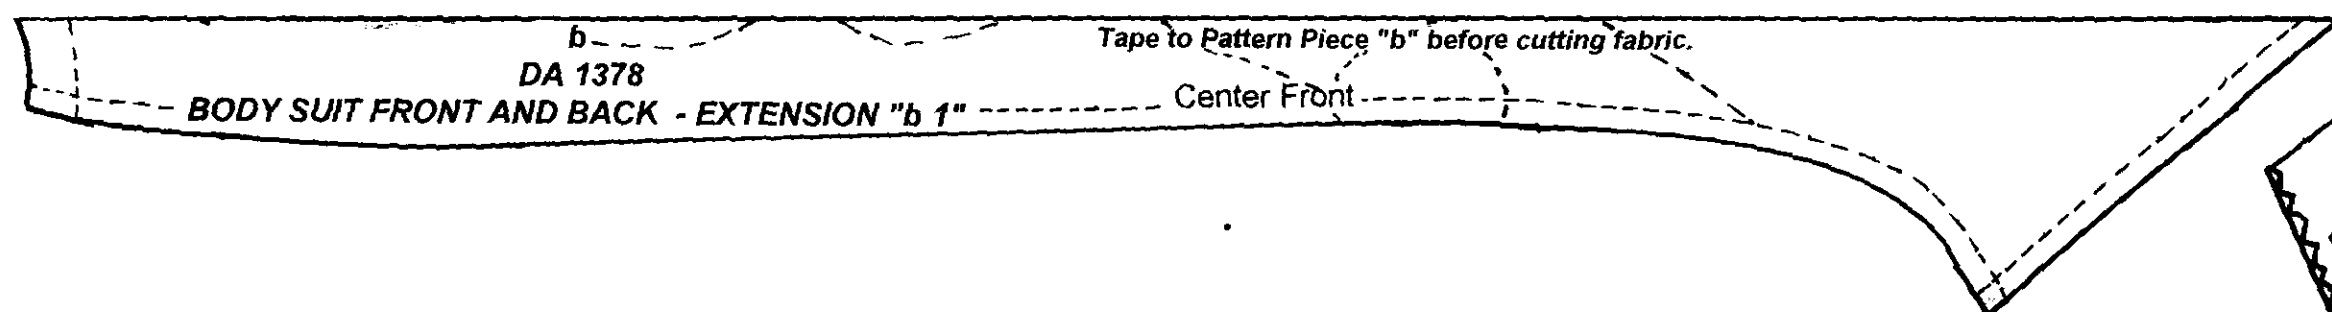 b
Tape to Pattern Piece "b" before cutting fabric.
DA 1378
BODY SUIT FRONT AND BACK - EXTENSION "b 1"
Center Front